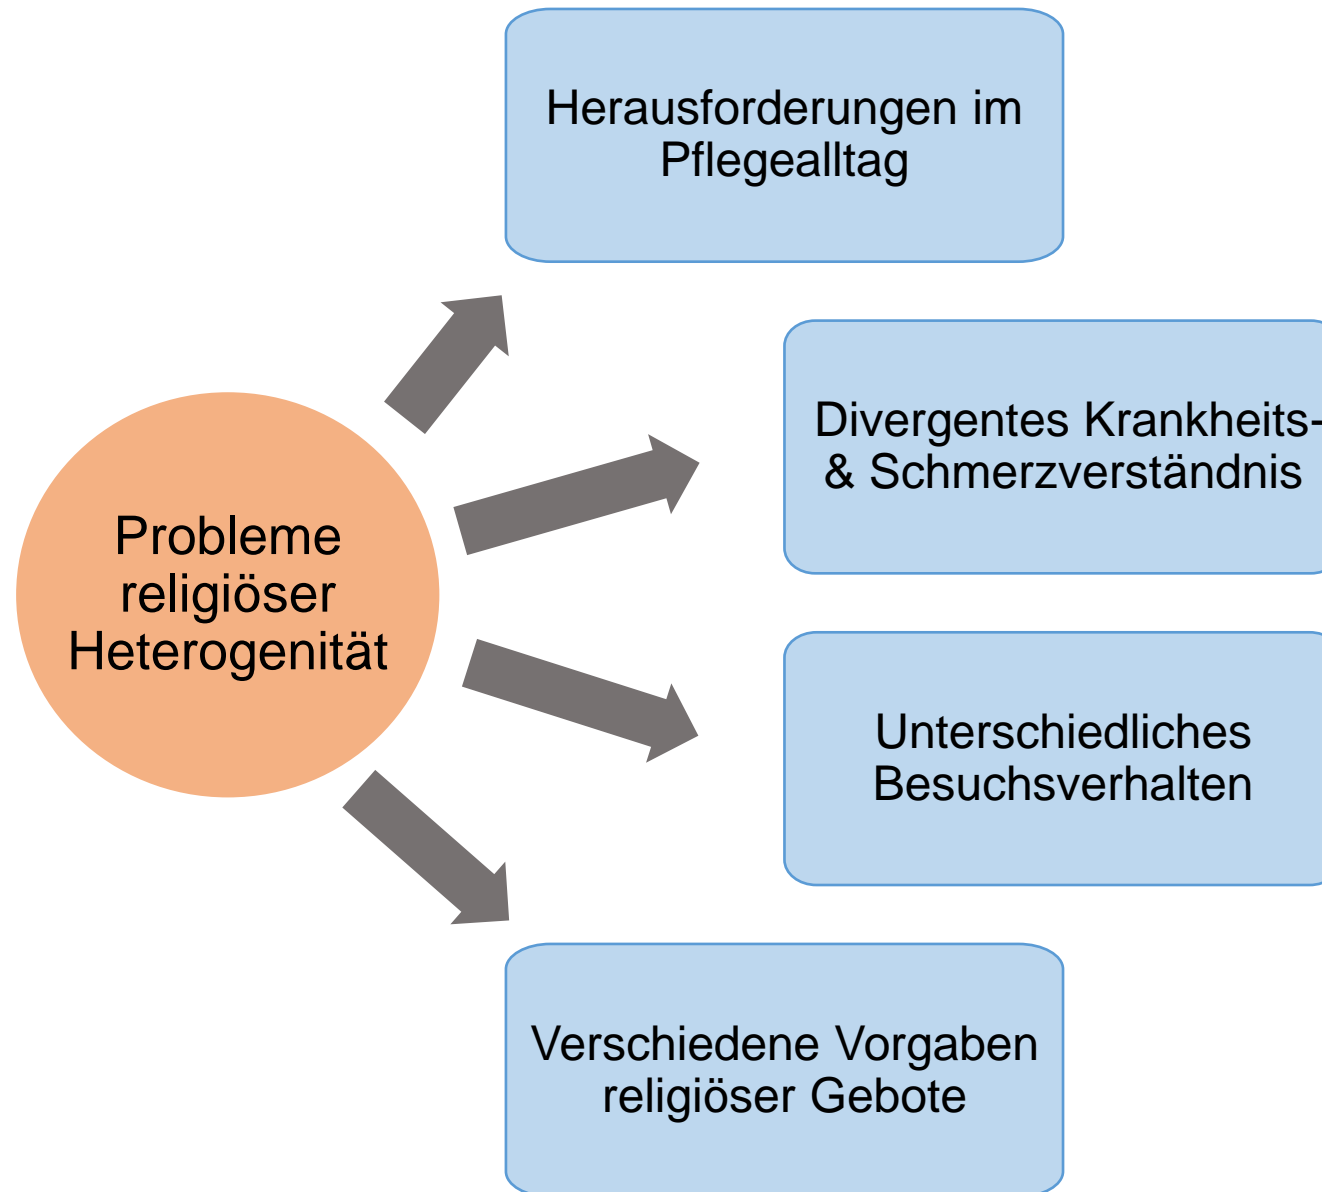 Herausforderungen im
Pflegealltag
Divergentes Krankheits-
& Schmerzverständnis
Probleme
religiöser
Heterogenität
Unterschiedliches
Besuchsverhalten
Verschiedene Vorgaben
religiöser Gebote